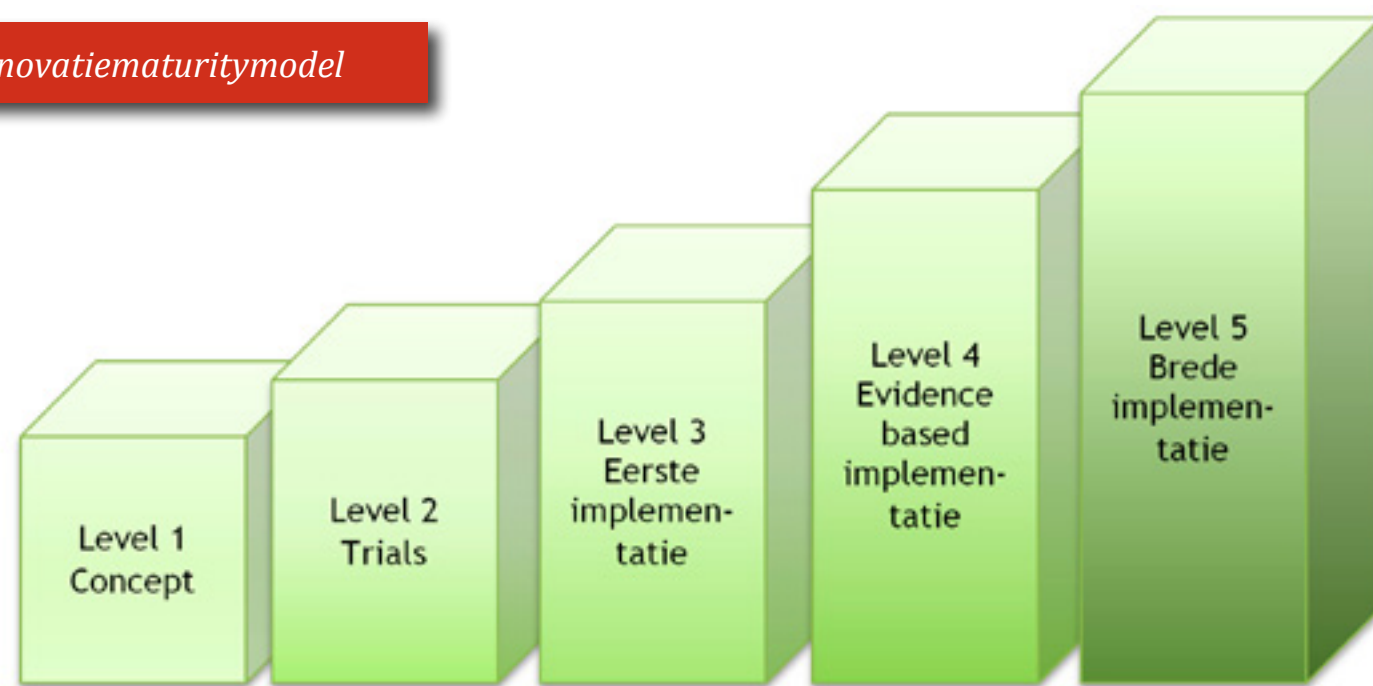 novatiematuritymodel
Level 1
Concept
Level 2
Trials
Level 3
Eerste
implemen-
tatie
Level 4
Evidence
based
implemen-
tatie
Level 5
Brede
implemen-
tatie